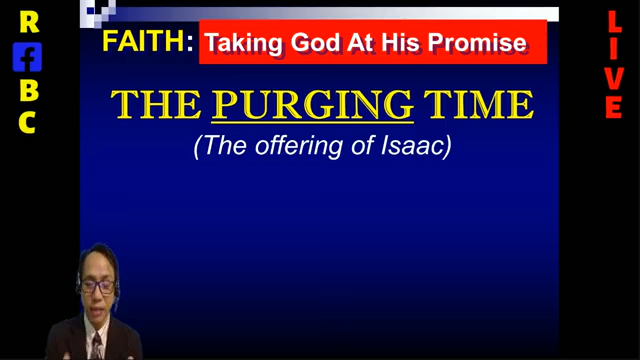 FAITH: Taking God At His Promise
THE PURGING TIME
(The offering of Isaac)
R
f
B
C
L
I
V
E